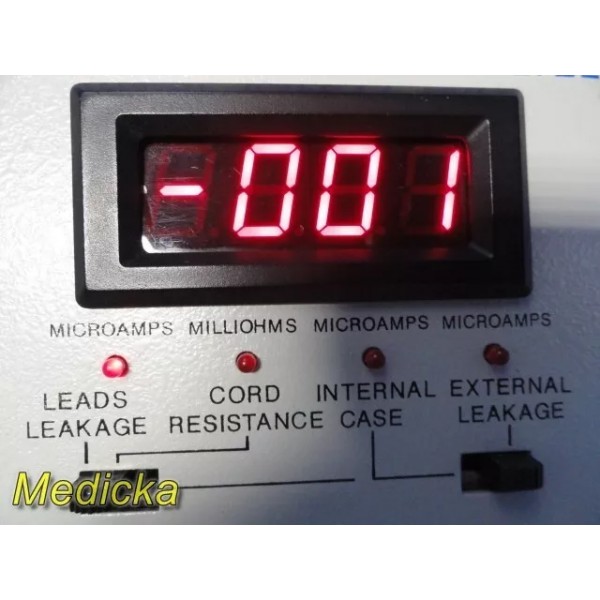 -001
MICROAMPS MILLIOHMS MICROAMPS MICROAMPS
LEADS LEAKAGE
CORD RESISTANCE
INTERNAL CASE
EXTERNAL LEAKAGE
Medicka